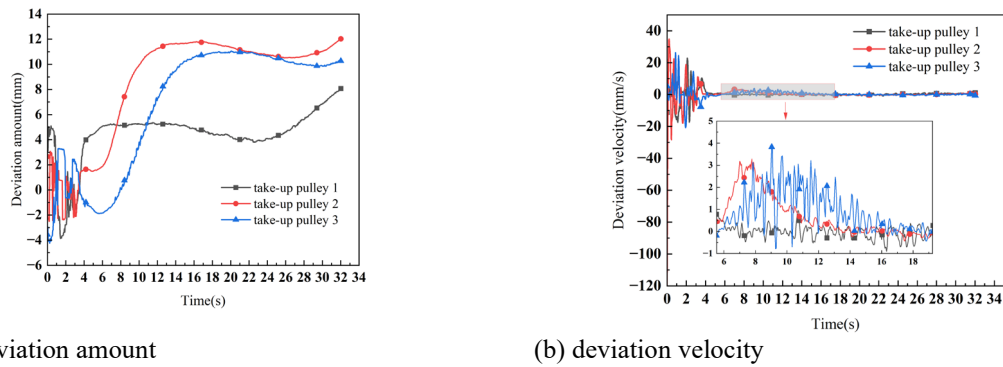 14
12
10
8
6
4
2
0
−2
−4
−6
Deviation amount(mm)
take-up pulley 1
take-up pulley 2
take-up pulley 3
0 2 4 6 8 10 12 14 16 18 20 22 24 26 28 30 32 34
Time(s)
viation amount
40
20
0
−20
−40
−60
−80
−100
−120
Deviation velocity(mm/s)
take-up pulley 1
take-up pulley 2
take-up pulley 3
5
4
3
2
1
0
−1
6 8 10 12 14 16 18
0 2 4 6 8 10 12 14 16 18 20 22 24 26 28 30 32 34
Time(s)
(b) deviation velocity